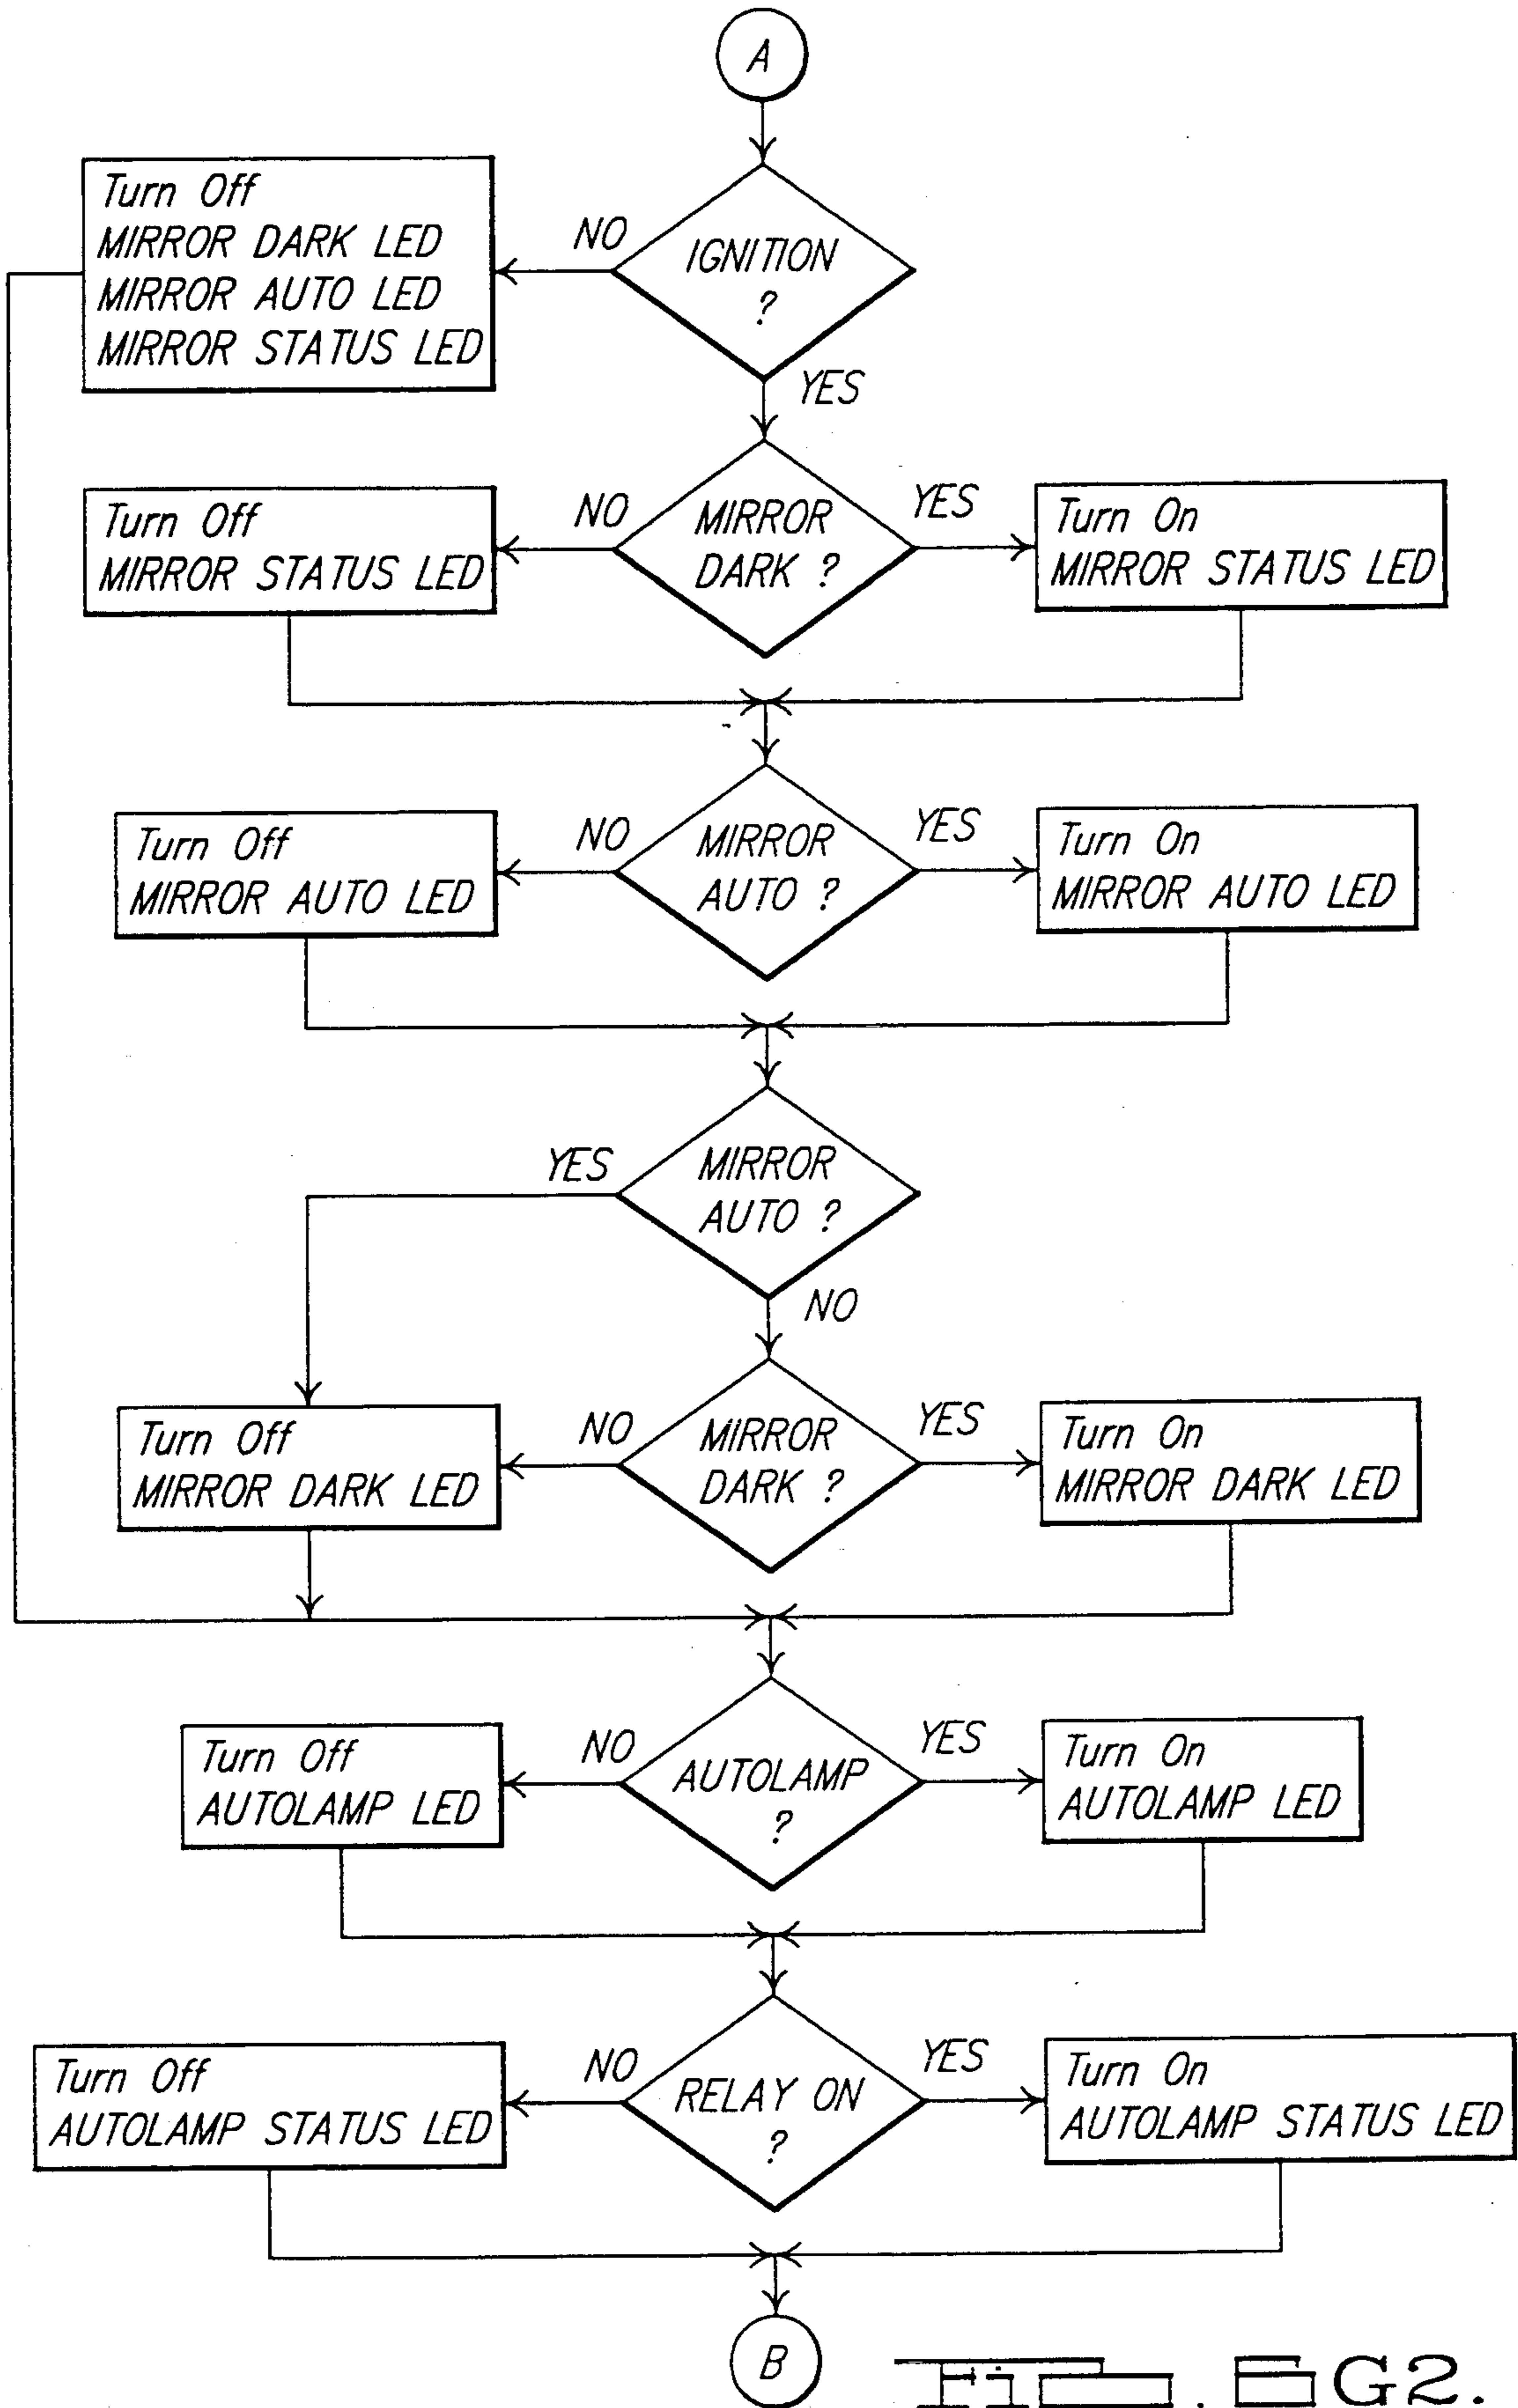 A
IGNITION
?
NO
YES
Turn Off
MIRROR DARK LED
MIRROR AUTO LED
MIRROR STATUS LED
MIRROR
DARK ?
NO
YES
Turn Off
MIRROR STATUS LED
Turn On
MIRROR STATUS LED
MIRROR
AUTO ?
NO
YES
Turn Off
MIRROR AUTO LED
Turn On
MIRROR AUTO LED
MIRROR
AUTO ?
YES
NO
MIRROR
DARK ?
NO
YES
Turn Off
MIRROR DARK LED
Turn On
MIRROR DARK LED
AUTOLAMP
?
NO
YES
Turn Off
AUTOLAMP LED
Turn On
AUTOLAMP LED
RELAY ON
?
NO
YES
Turn Off
AUTOLAMP STATUS LED
Turn On
AUTOLAMP STATUS LED
B
G2.